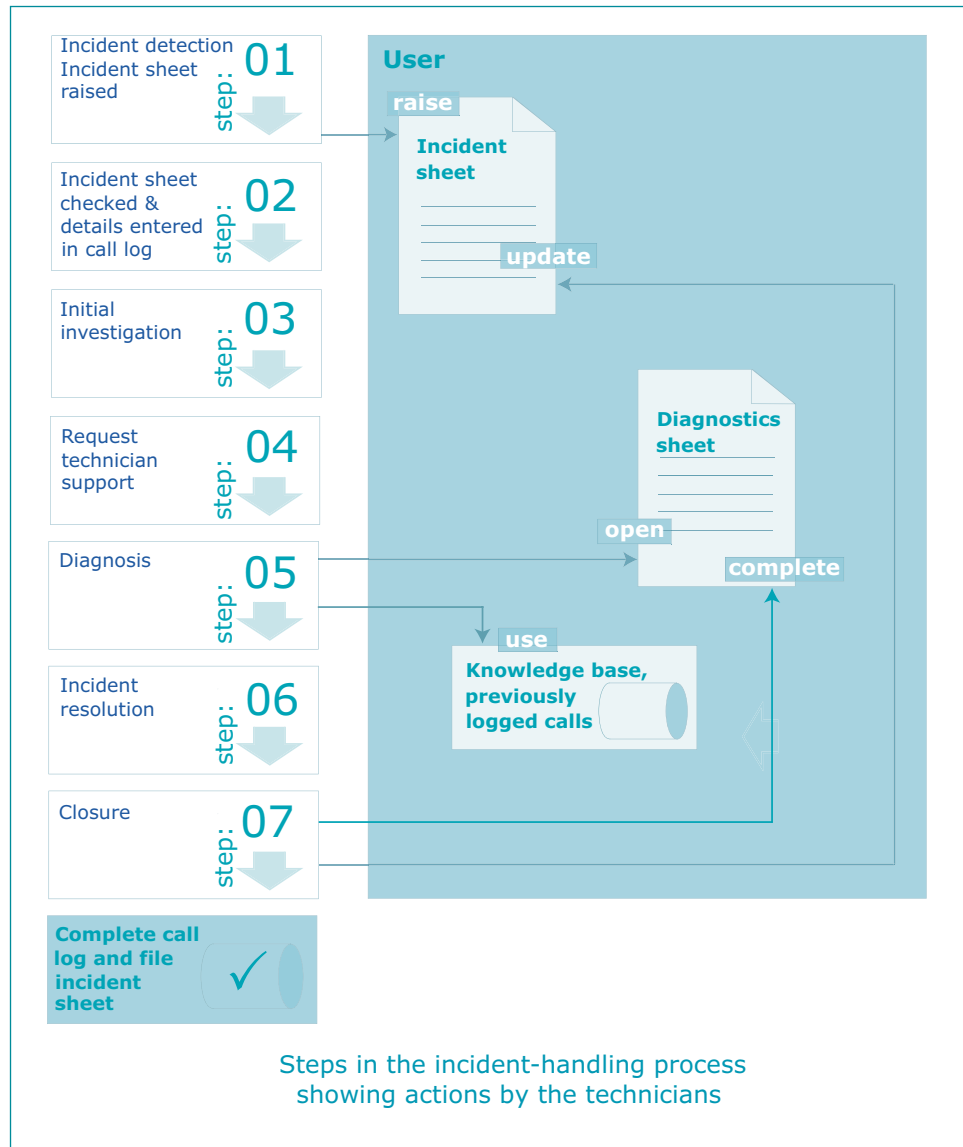 Incident detection
Incident sheet
raised
step: 01
Incident sheet
checked &
details entered
in call log
step: 02
Initial
investigation
step: 03
Request
technician
support
step: 04
Diagnosis
step: 05
Incident
resolution
step: 06
Closure
step: 07
Complete call
log and file
incident
sheet
User
raise
Incident
sheet
update
Diagnostics
sheet
open
complete
use
Knowledge base,
previously
logged calls
Steps in the incident-handling process
showing actions by the technicians